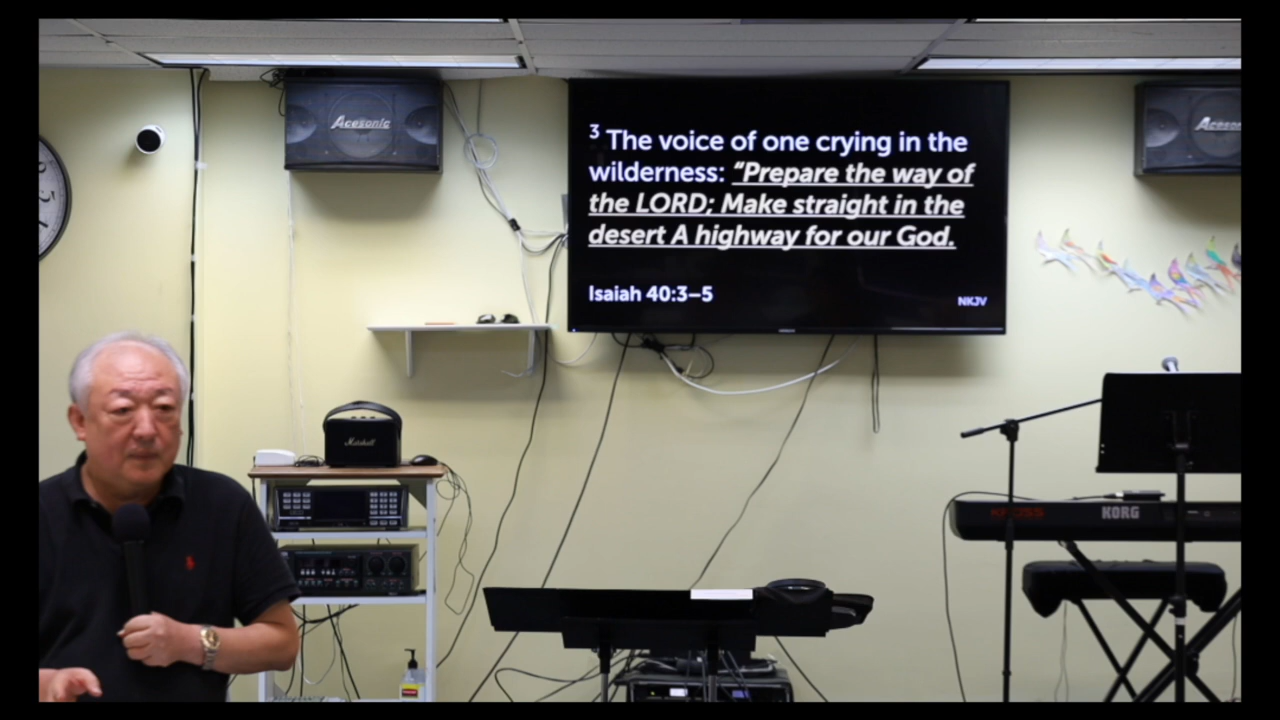 Acesonic
3 The voice of one crying in the
wilderness: “Prepare the way of
the LORD; Make straight in the
desert A highway for our God.
Isaiah 40:3–5
NKJV
Marshall
KROSS
KORG